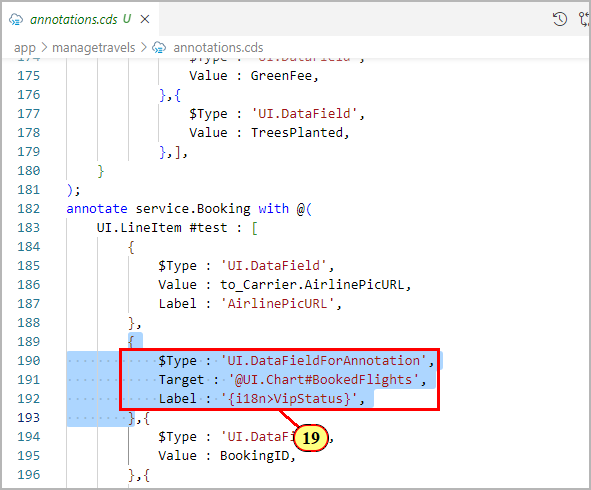 annotations.cds U
app > managetravels > annotations.cds
174 $Type : 'UI.DataField',
175 Value : GreenFee,
176 },{
177 $Type : 'UI.DataField',
178 Value : TreesPlanted,
179 },],
180 }
181 );
182 annotate service.Booking with @(
183 UI.LineItem #test : [
184 {
185 $Type : 'UI.DataField',
186 Value : to_Carrier.AirlinePicURL,
187 Label : 'AirlinePicURL',
188 },
189 {
190 $Type : 'UI.DataFieldForAnnotation',
191 Target : '@UI.Chart#BookedFlights',
192 Label : '{i18n>VipStatus}',
193 },{
194 $Type : 'UI.DataFi
19
195 Value : BookingID,
196 },{